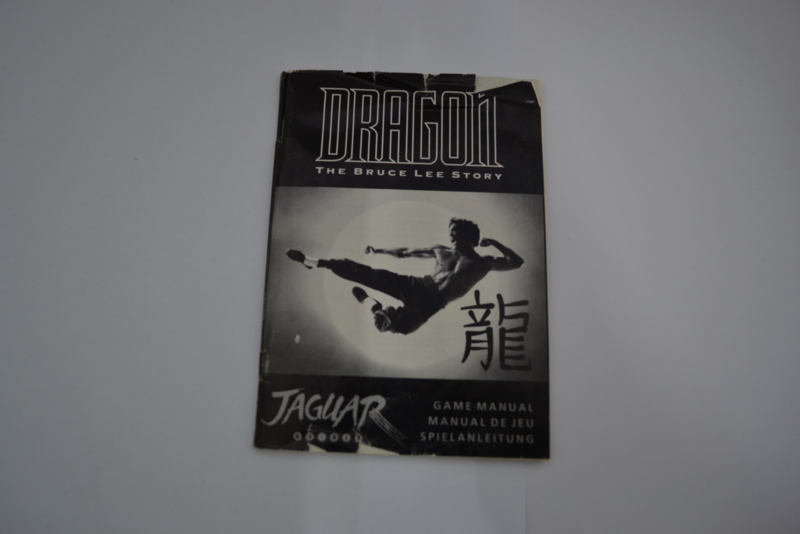 DRAGON
THE BRUCE LEE STORY
龍
JAGUAR
GAME MANUAL
MANUAL DE JEU
SPIELANLEITUNG